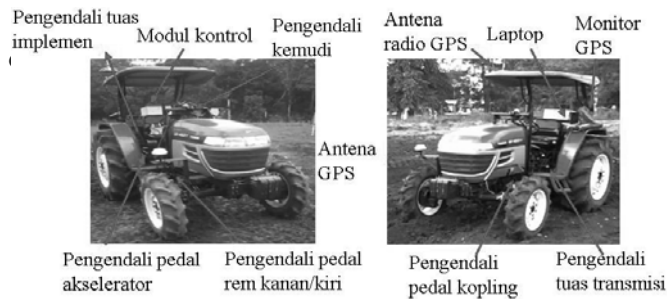 Pengendali tuas
implemen
Modul kontrol
Pengendali
kemudi
Antena
GPS
Pengendali pedal
akselerator
Pengendali pedal
rem kanan/kiri
Antena
radio GPS
Laptop
Monitor
GPS
Pengendali
pedal kopling
Pengendali
tuas transmisi